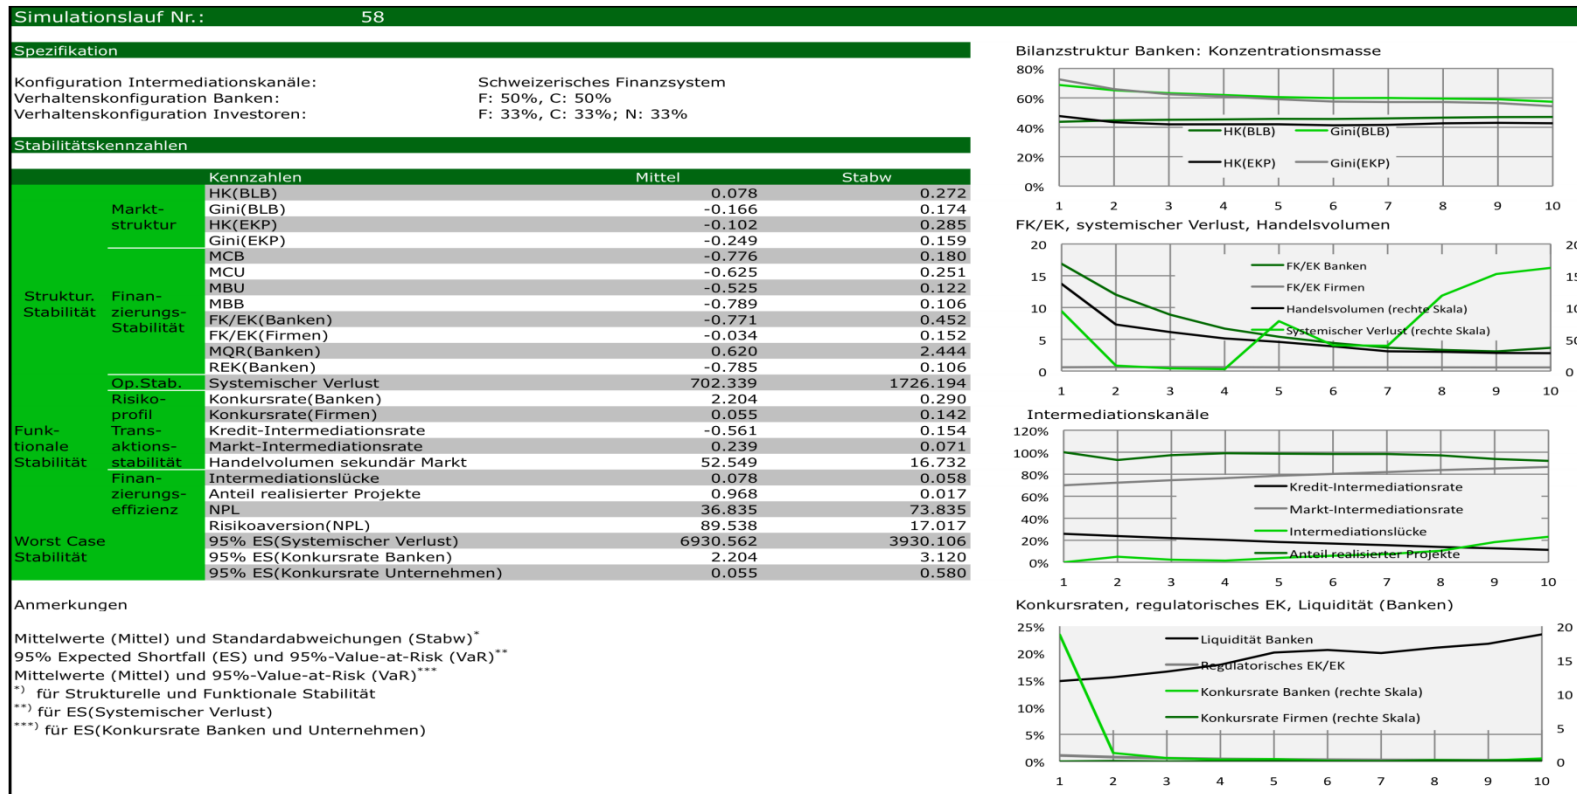 Simulationslauf Nr.: 58
Spezifikation
Konfiguration Intermediationskanäle: Schweizerisches Finanzsystem
Verhaltenskonfiguration Banken: F: 50%, C: 50%
Verhaltenskonfiguration Investoren: F: 33%, C: 33%; N: 33%
Stabilitätskennzahlen
Kennzahlen Mittel Stabw
Struktur. Stabilität
Markt-struktur
HK(BLB) 0.078 0.272
Gini(BLB) -0.166 0.174
HK(EKP) -0.102 0.285
Gini(EKP) -0.249 0.159
Finan-zierungs-Stabilität
MCB -0.776 0.180
MCU -0.625 0.251
MBU -0.525 0.122
MBB -0.789 0.106
FK/EK(Banken) -0.771 0.452
FK/EK(Firmen) -0.034 0.152
MQR(Banken) 0.620 2.444
REK(Banken) -0.785 0.106
Op.Stab. Systemischer Verlust 702.339 1726.194
Funk-tionale Stabilität
Risiko-profil
Konkursrate(Banken) 2.204 0.290
Konkursrate(Firmen) 0.055 0.142
Trans-aktions-stabilität
Kredit-Intermediationsrate -0.561 0.154
Markt-Intermediationsrate 0.239 0.071
Handelvolumen sekundär Markt 52.549 16.732
Finan-zierungs-effizienz
Intermediationslücke 0.078 0.058
Anteil realisierter Projekte 0.968 0.017
NPL 36.835 73.835
Risikoaversion(NPL) 89.538 17.017
Worst Case Stabilität
95% ES(Systemischer Verlust) 6930.562 3930.106
95% ES(Konkursrate Banken) 2.204 3.120
95% ES(Konkursrate Unternehmen) 0.055 0.580
Anmerkungen
Mittelwerte (Mittel) und Standardabweichungen (Stabw)*
95% Expected Shortfall (ES) und 95%-Value-at-Risk (VaR)**
Mittelwerte (Mittel) und 95%-Value-at-Risk (VaR)***
*) für Strukturelle und Funktionale Stabilität
**) für ES(Systemischer Verlust)
***) für ES(Konkursrate Banken und Unternehmen)
Bilanzstruktur Banken: Konzentrationsmasse
80%
60%
40%
20%
0%
HK(BLB) Gini(BLB)
HK(EKP) Gini(EKP)
1 2 3 4 5 6 7 8 9 10
FK/EK, systemischer Verlust, Handelsvolumen
20
15
10
5
0
FK/EK Banken
FK/EK Firmen
Handelsvolumen (rechte Skala)
Systemischer Verlust (rechte Skala)
20
15
10
50
0
1 2 3 4 5 6 7 8 9 10
Intermediationskanäle
120%
100%
80%
60%
40%
20%
0%
Kredit-Intermediationsrate
Markt-Intermediationsrate
Intermediationslücke
Anteil realisierter Projekte
1 2 3 4 5 6 7 8 9 10
Konkursraten, regulatorisches EK, Liquidität (Banken)
25%
20%
15%
10%
5%
0%
Liquidität Banken
Regulatorisches EK/EK
Konkursrate Banken (rechte Skala)
Konkursrate Firmen (rechte Skala)
20
15
10
5
0
1 2 3 4 5 6 7 8 9 10